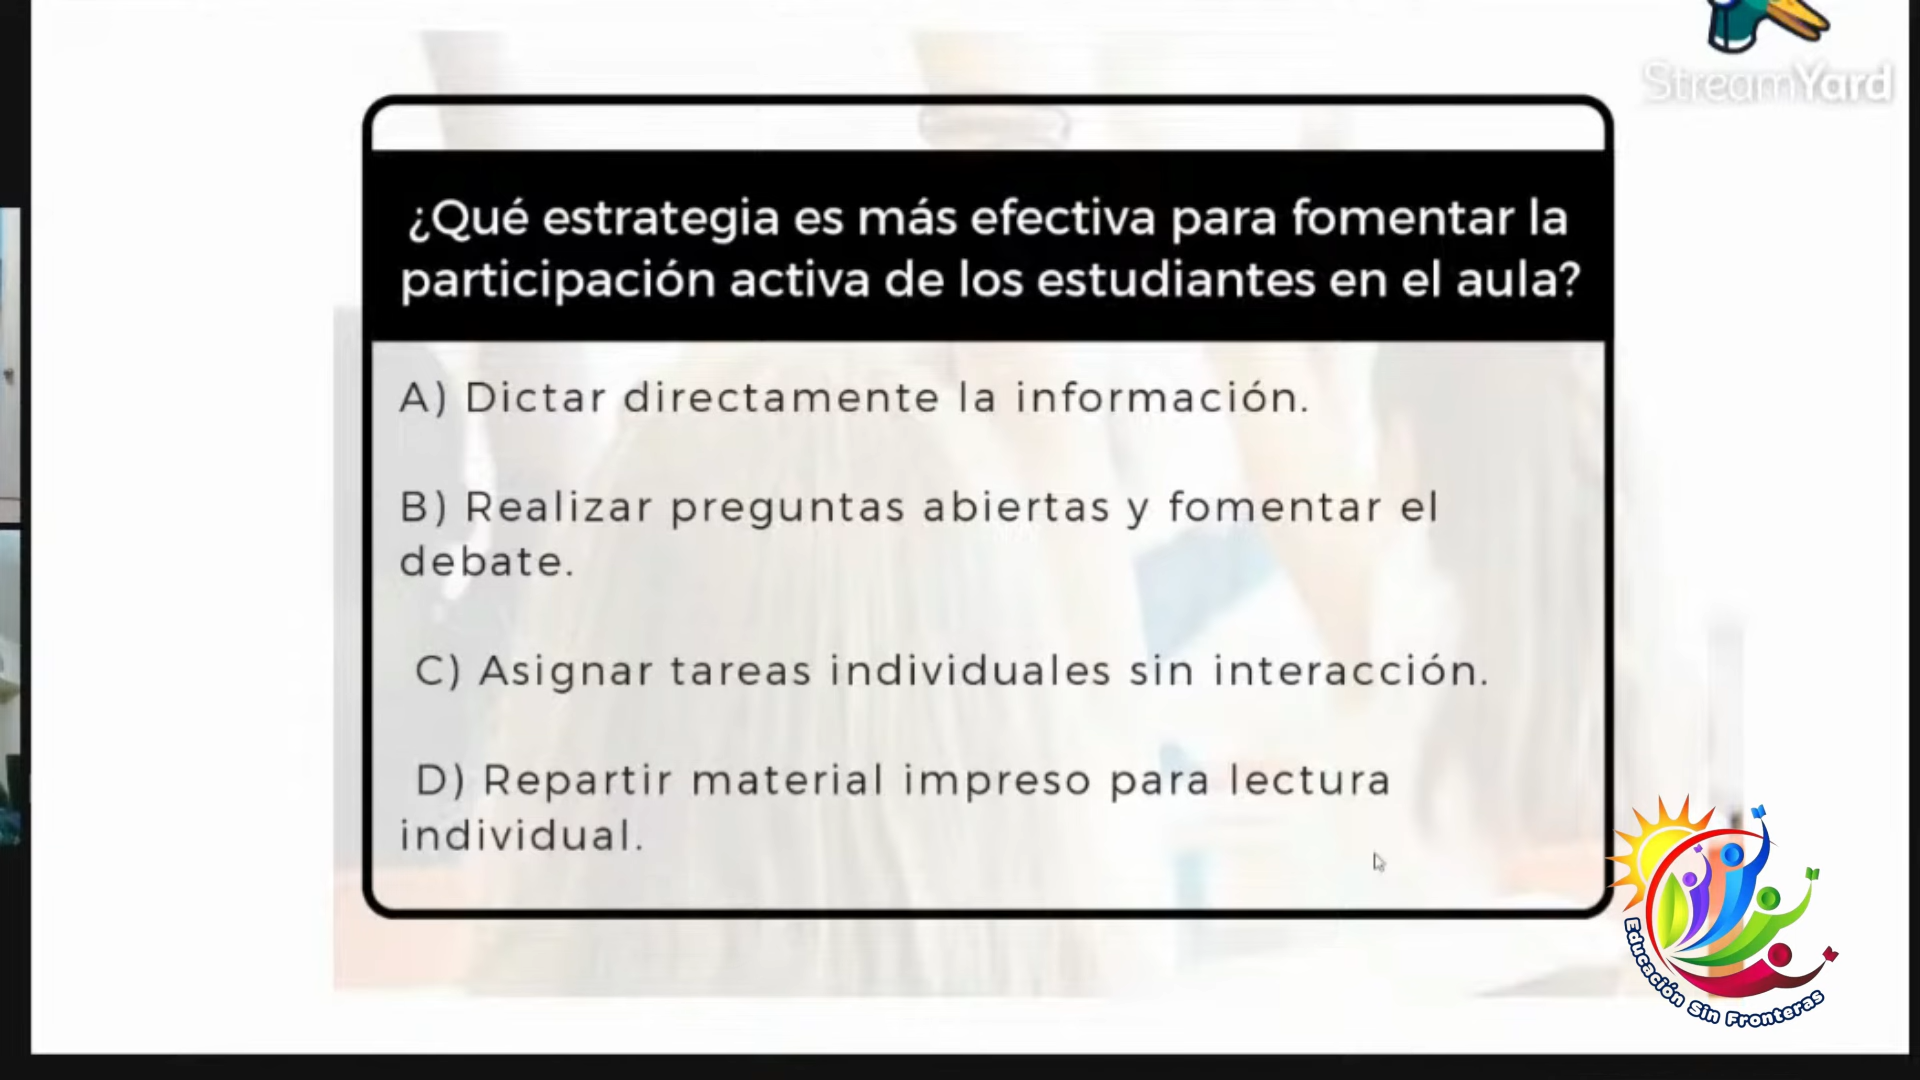 StreamYard
¿Qué estrategia es más efectiva para fomentar la
participación activa de los estudiantes en el aula?
A) Dictar directamente la información.
B) Realizar preguntas abiertas y fomentar el
debate.
C) Asignar tareas individuales sin interacción.
D) Repartir material impreso para lectura
individual.
Educación Sin Fronteras